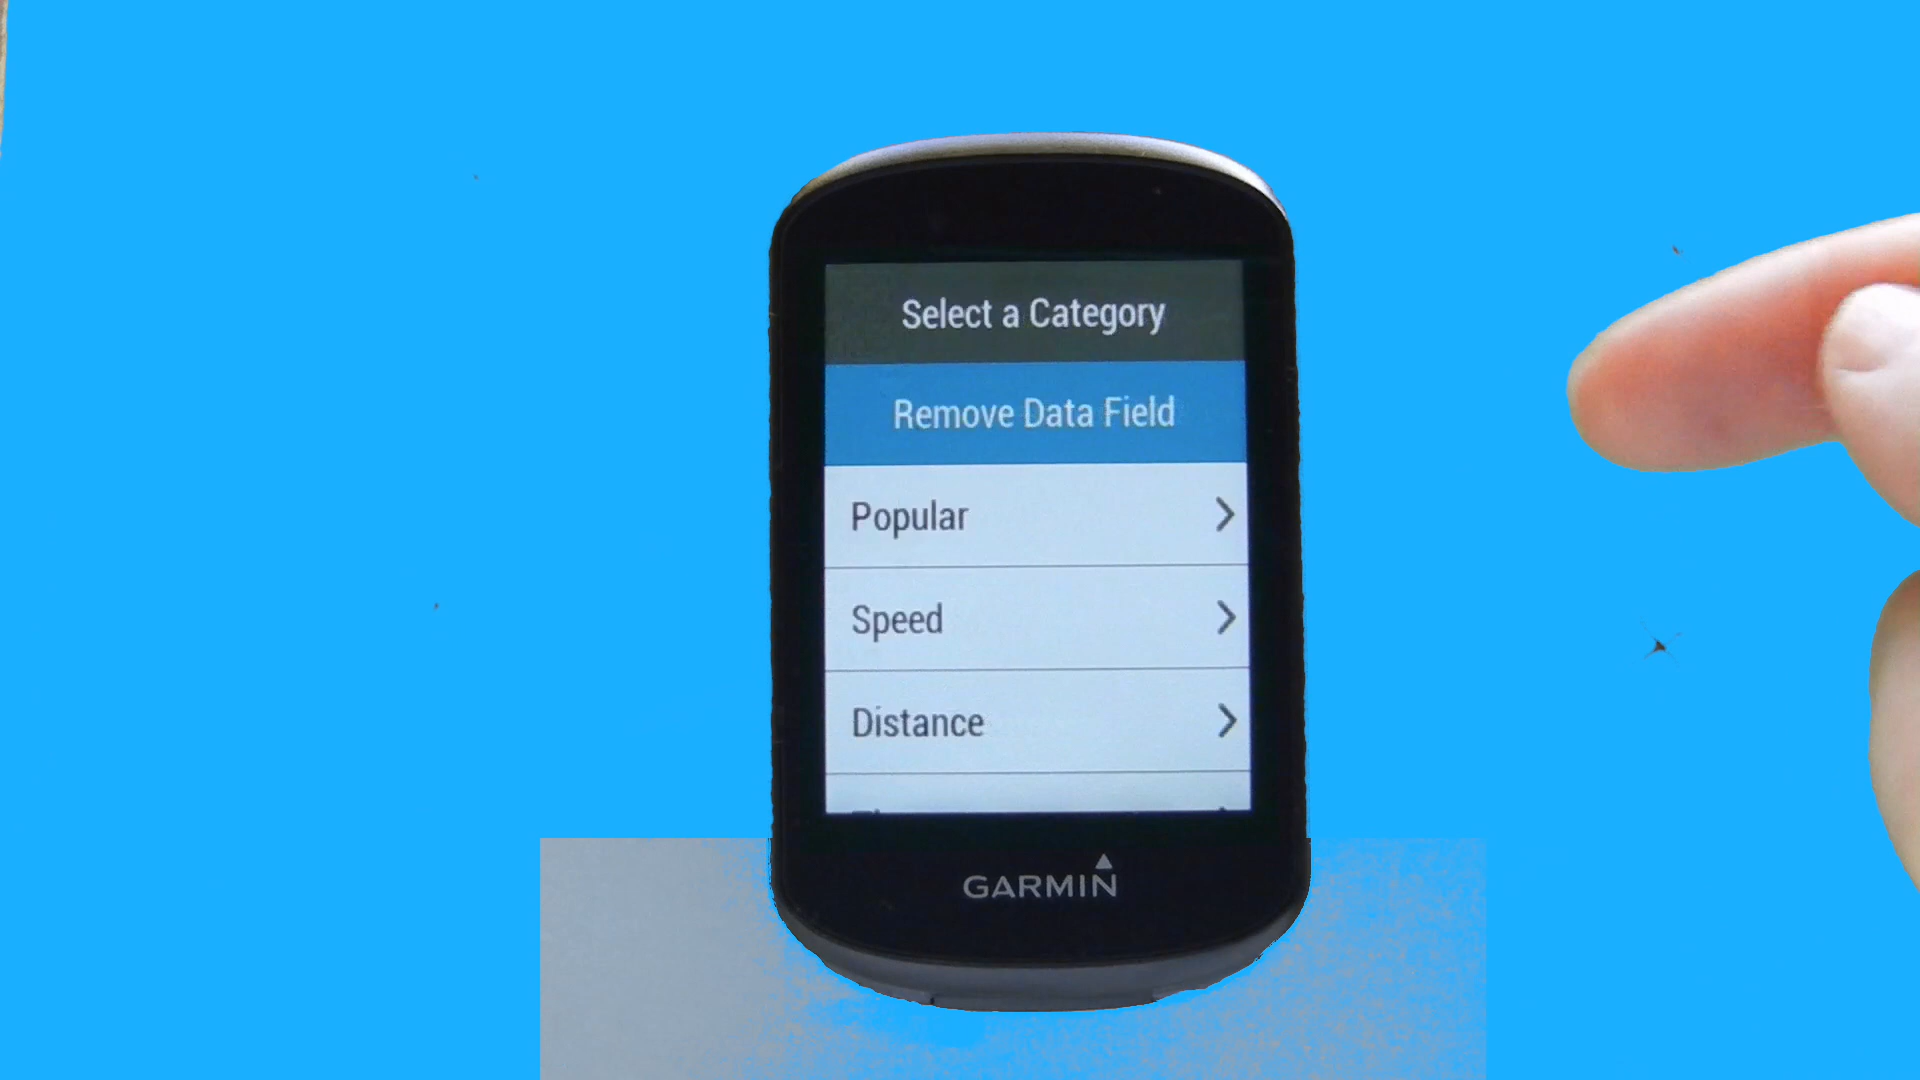 Select a Category
Remove Data Field
Popular
Speed
Distance
GARMIN